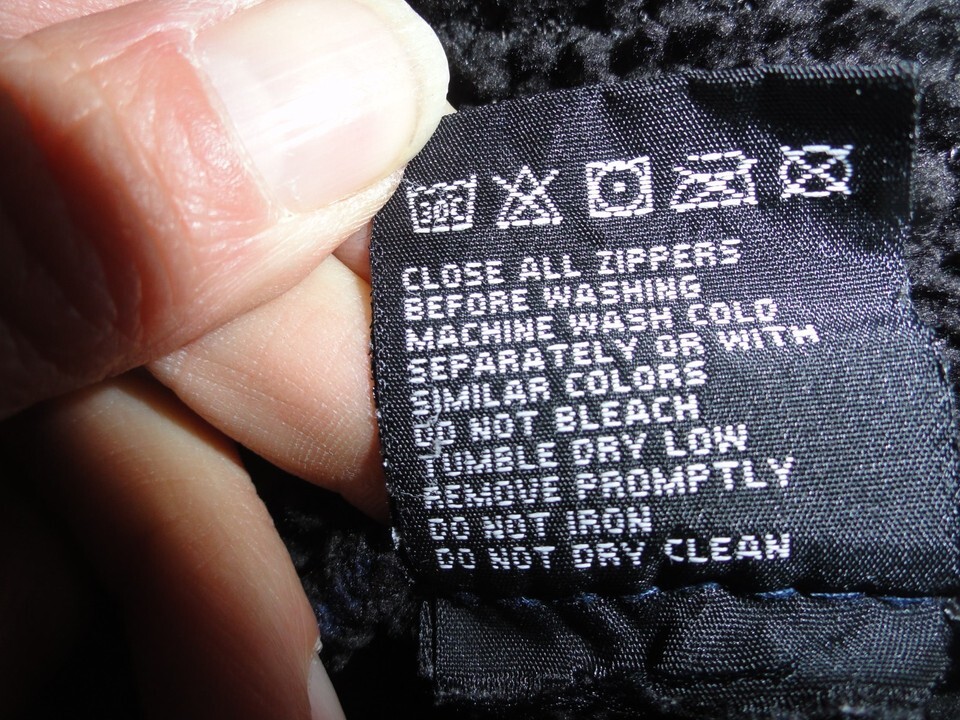 CLOSE ALL ZIPPERS
BEFORE WASHING
MACHINE WASH COLD
SEPARATELY OR WITH
SIMILAR COLORS
DO NOT BLEACH
TUMBLE DRY LOW
REMOVE PROMPTLY
DO NOT IRON
DO NOT DRY CLEAN